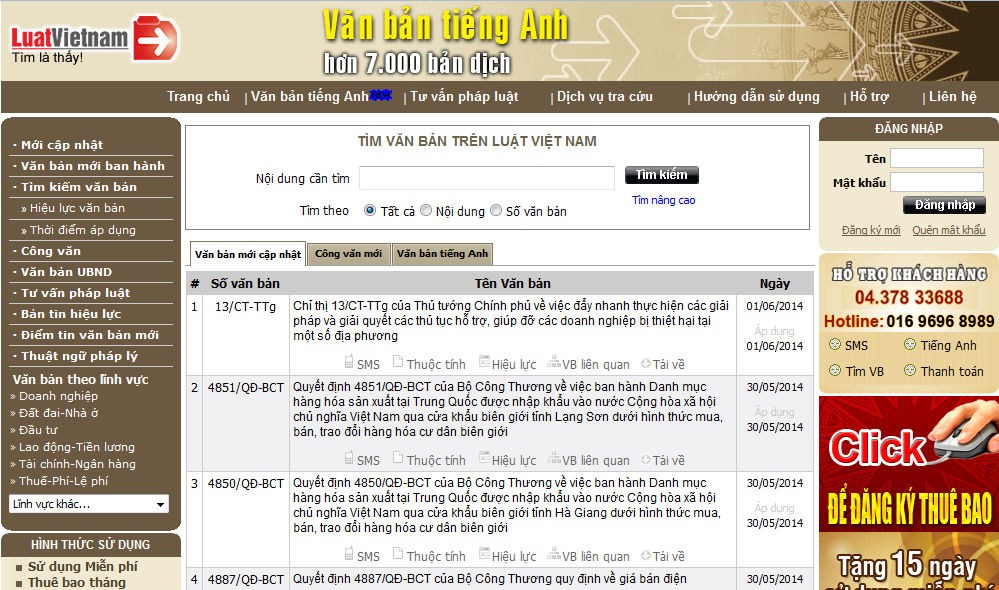 LuatVietnam
Tìm là thấy!
Văn bản tiếng Anh
hơn 7.000 bản dịch
Trang chủ | Văn bản tiếng Anh | Tư vấn pháp luật | Dịch vụ tra cứu | Hướng dẫn sử dụng | Hỗ trợ | Liên hệ
· Mới cập nhật
· Văn bản mới ban hành
· Tìm kiếm văn bản
» Hiệu lực văn bản
» Thời điểm áp dụng
· Công văn
· Văn bản UBND
· Tư vấn pháp luật
· Bản tin hiệu lực
· Điểm tin văn bản mới
· Thuật ngữ pháp lý
Văn bản theo lĩnh vực
» Doanh nghiệp
» Đất đai-Nhà ở
» Đầu tư
» Lao động-Tiền lương
» Tài chính-Ngân hàng
» Thuế-Phí-Lệ phí
Lĩnh vực khác...
HÌNH THỨC SỬ DỤNG
Sử dụng Miễn phí
Thuê bao tháng
TÌM VĂN BẢN TRÊN LUẬT VIỆT NAM
Nội dung cần tìm
Tìm kiếm
Tìm theo Tất cả Nội dung Số văn bản
Tìm nâng cao
Văn bản mới cập nhật Công văn mới Văn bản tiếng Anh
# Số văn bản Tên Văn bản Ngày
1 13/CT-TTg Chỉ thị 13/CT-TTg của Thủ tướng Chính phủ về việc đẩy nhanh thực hiện các giải 01/06/2014
pháp và giải quyết các thủ tục hỗ trợ, giúp đỡ các doanh nghiệp bị thiệt hại tại
một số địa phương
Áp dụng
01/06/2014
SMS Thuộc tính Hiệu lực VB liên quan Tải về
2 4851/QĐ-BCT Quyết định 4851/QĐ-BCT của Bộ Công Thương về việc ban hành Danh mục 30/05/2014
hàng hóa sản xuất tại Trung Quốc được nhập khẩu vào nước Cộng hòa xã hội
chủ nghĩa Việt Nam qua cửa khẩu biên giới tỉnh Lạng Sơn dưới hình thức mua,
bán, trao đổi hàng hóa cư dân biên giới
Áp dụng
30/05/2014
SMS Thuộc tính Hiệu lực VB liên quan Tải về
3 4850/QĐ-BCT Quyết định 4850/QĐ-BCT của Bộ Công Thương về việc ban hành Danh mục 30/05/2014
hàng hóa sản xuất tại Trung Quốc được nhập khẩu vào nước Cộng hòa xã hội
chủ nghĩa Việt Nam qua cửa khẩu biên giới tỉnh Hà Giang dưới hình thức mua,
bán, trao đổi hàng hóa cư dân biên giới
Áp dụng
30/05/2014
SMS Thuộc tính Hiệu lực VB liên quan Tải về
4 4887/QĐ-BCT Quyết định 4887/QĐ-BCT của Bộ Công Thương quy định về giá bán điện 30/05/2014
ĐĂNG NHẬP
Tên
Mật khẩu
Đăng nhập
Đăng ký mới Quên mật khẩu
HỖ TRỢ KHÁCH HÀNG
04.378 33688
Hotline: 016 9696 8989
SMS Tiếng Anh
Tìm VB Thanh toán
Click
ĐỂ ĐĂNG KÝ THUÊ BAO
Tặng 15 ngày
sử dụng miễn phí